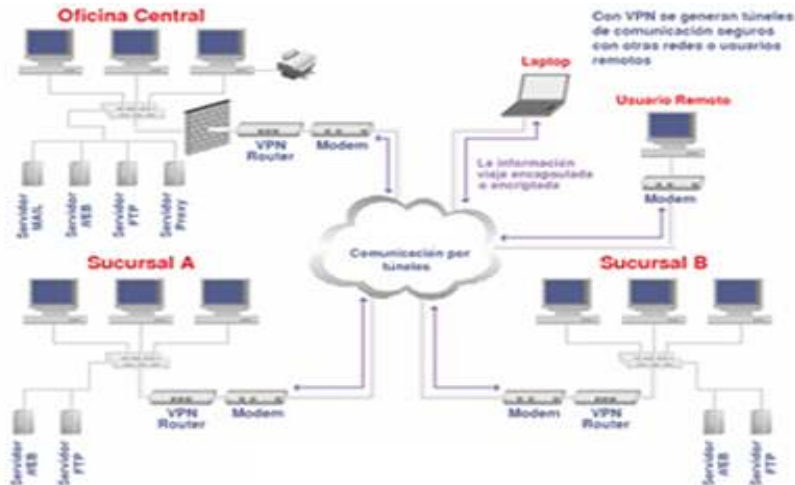 Oficina Central
Con VPN se generan túneles
de comunicación seguros
con otras redes o usuarios
remotos
Laptop
Usuario Remoto
VPN
Router
Modem
La información
viaja encapsulada
o encriptada
Modem
Servidor
MAIL
Servidor
WEB
Servidor
FTP
Servidor
Proxy
Comunicación por
túneles
Sucursal A
Sucursal B
VPN
Router
Modem
Modem
VPN
Router
Servidor
WEB
Servidor
FTP
Servidor
WEB
Servidor
FTP